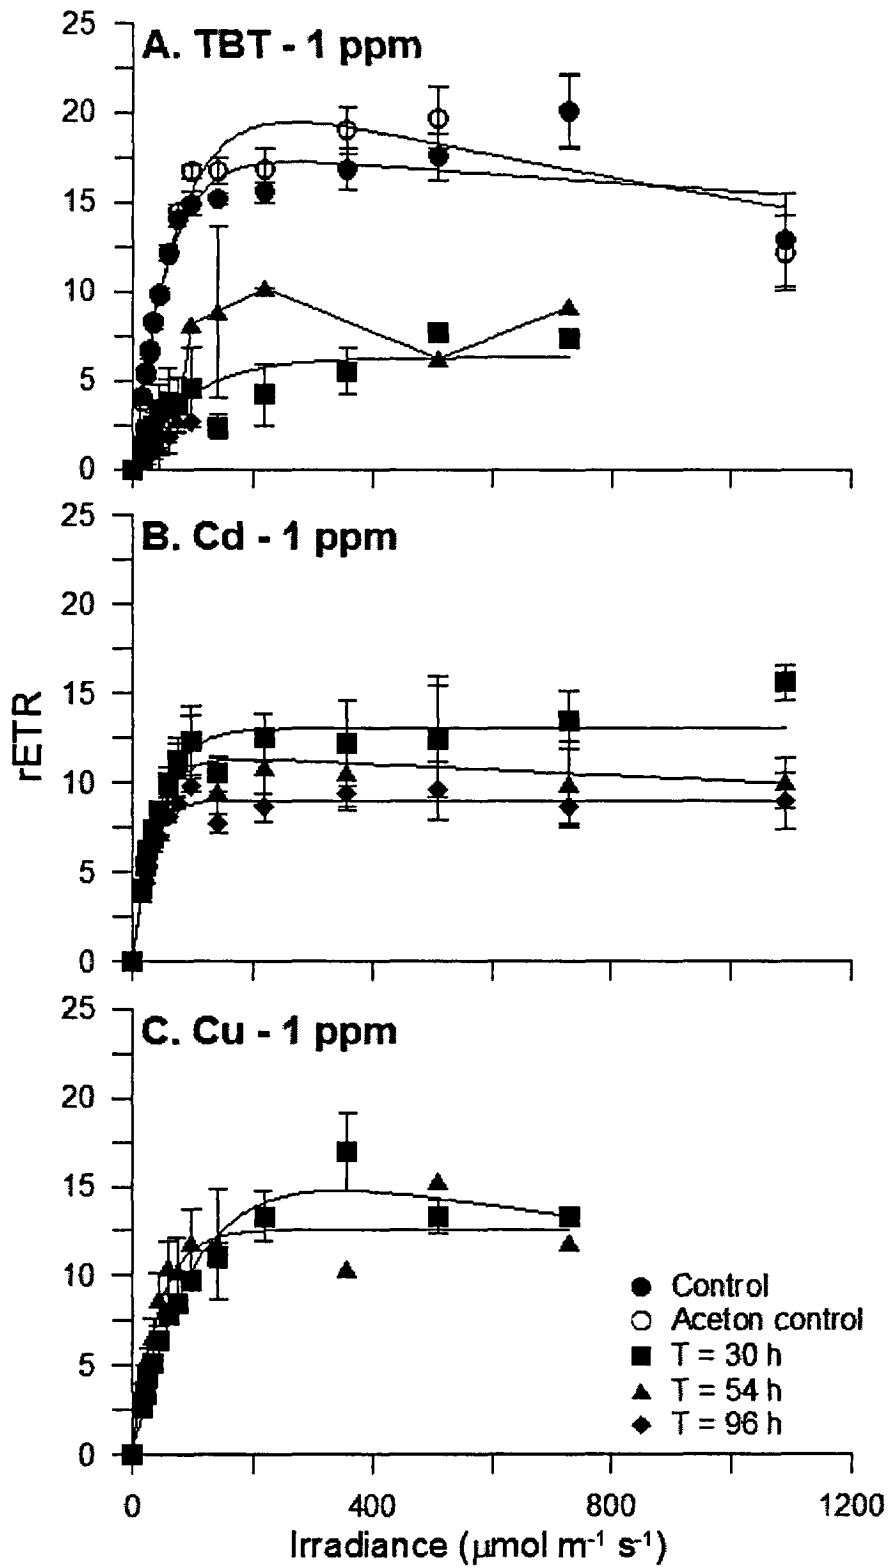 A. TBT - 1 ppm
25
20
15
10
5
0
B. Cd - 1 ppm
25
20
15
10
5
0
rETR
C. Cu - 1 ppm
25
20
15
10
5
0
Control
Aceton control
T = 30 h
T = 54 h
T = 96 h
0 400 800 1200
Irradiance (μmol m⁻¹ s⁻¹)